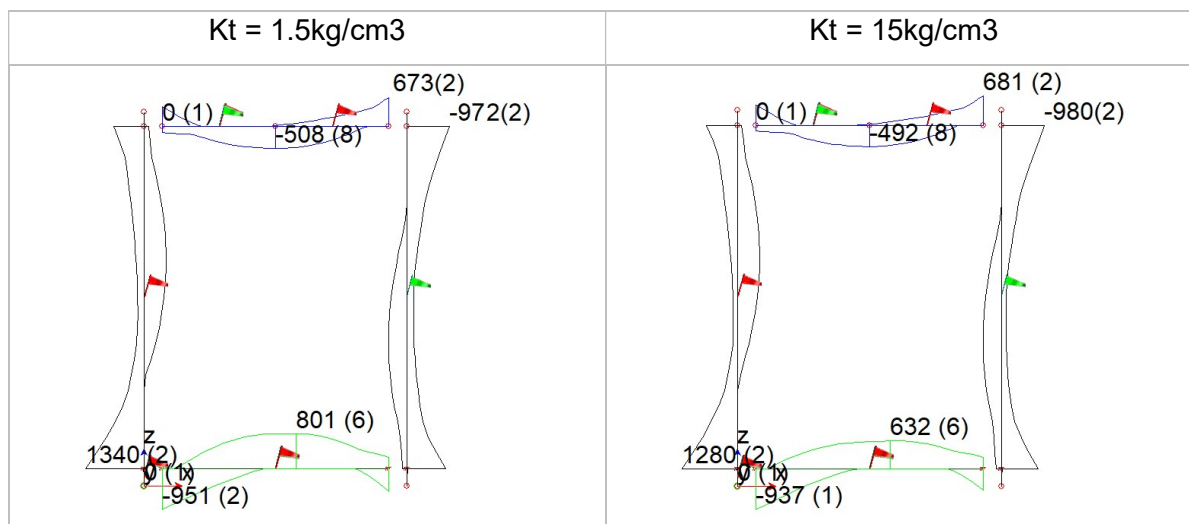 Kt = 1.5kg/cm3
Kt = 15kg/cm3
673(2)
0 (1)
-972(2)
-508 (8)
801 (6)
z
1340 (2)
x
-951 (2)
681 (2)
0 (1)
-980(2)
-492 (8)
632 (6)
z
1280 (2)
x
-937 (1)